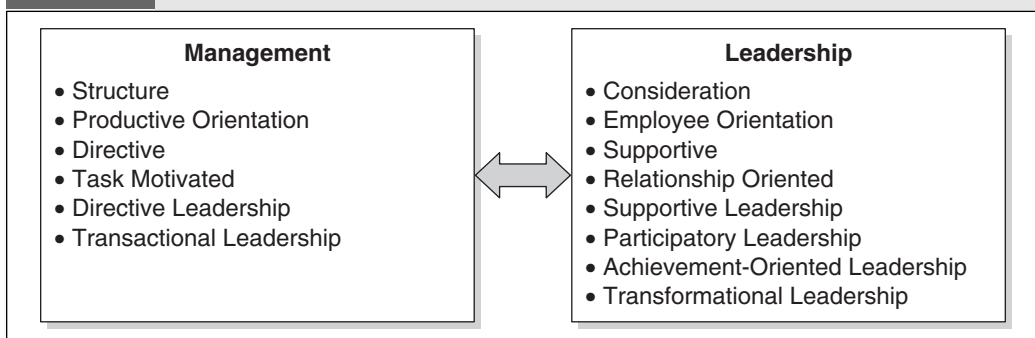 Management
• Structure
• Productive Orientation
• Directive
• Task Motivated
• Directive Leadership
• Transactional Leadership
Leadership
• Consideration
• Employee Orientation
• Supportive
• Relationship Oriented
• Supportive Leadership
• Participatory Leadership
• Achievement-Oriented Leadership
• Transformational Leadership